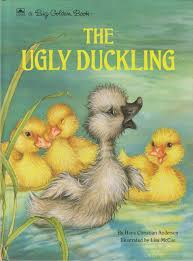 a Big Golden Book
THE
UGLY DUCKLING
By Hans Christian Andersen
Illustrated by Lisa McCue